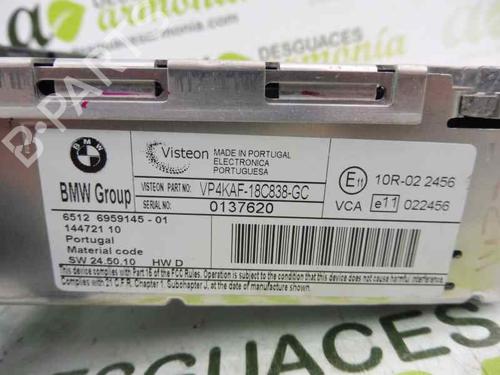 DESGUACES
armonía
B-PARTS
BMW
BMW Group
Visteon
MADE IN PORTUGAL
ELECTRONICA
PORTUGUESA
VISTEON PART NO: VP4KAF-18C838-GC
SERIAL NO: 0137620
E11 10R-02 2456
VCA e11 022456
6512 6959145 - 01
144721 10
Portugal
Material code
SW 24.50.10 HW D
This device complies with Part 15 of the FCC Rules. Operation is subject to the condition that this device does not cause harmful interference.
Complies with 21 C.F.R. Chapter 1, Subchapter J, at the date of manufacture shown.
DESGUACES